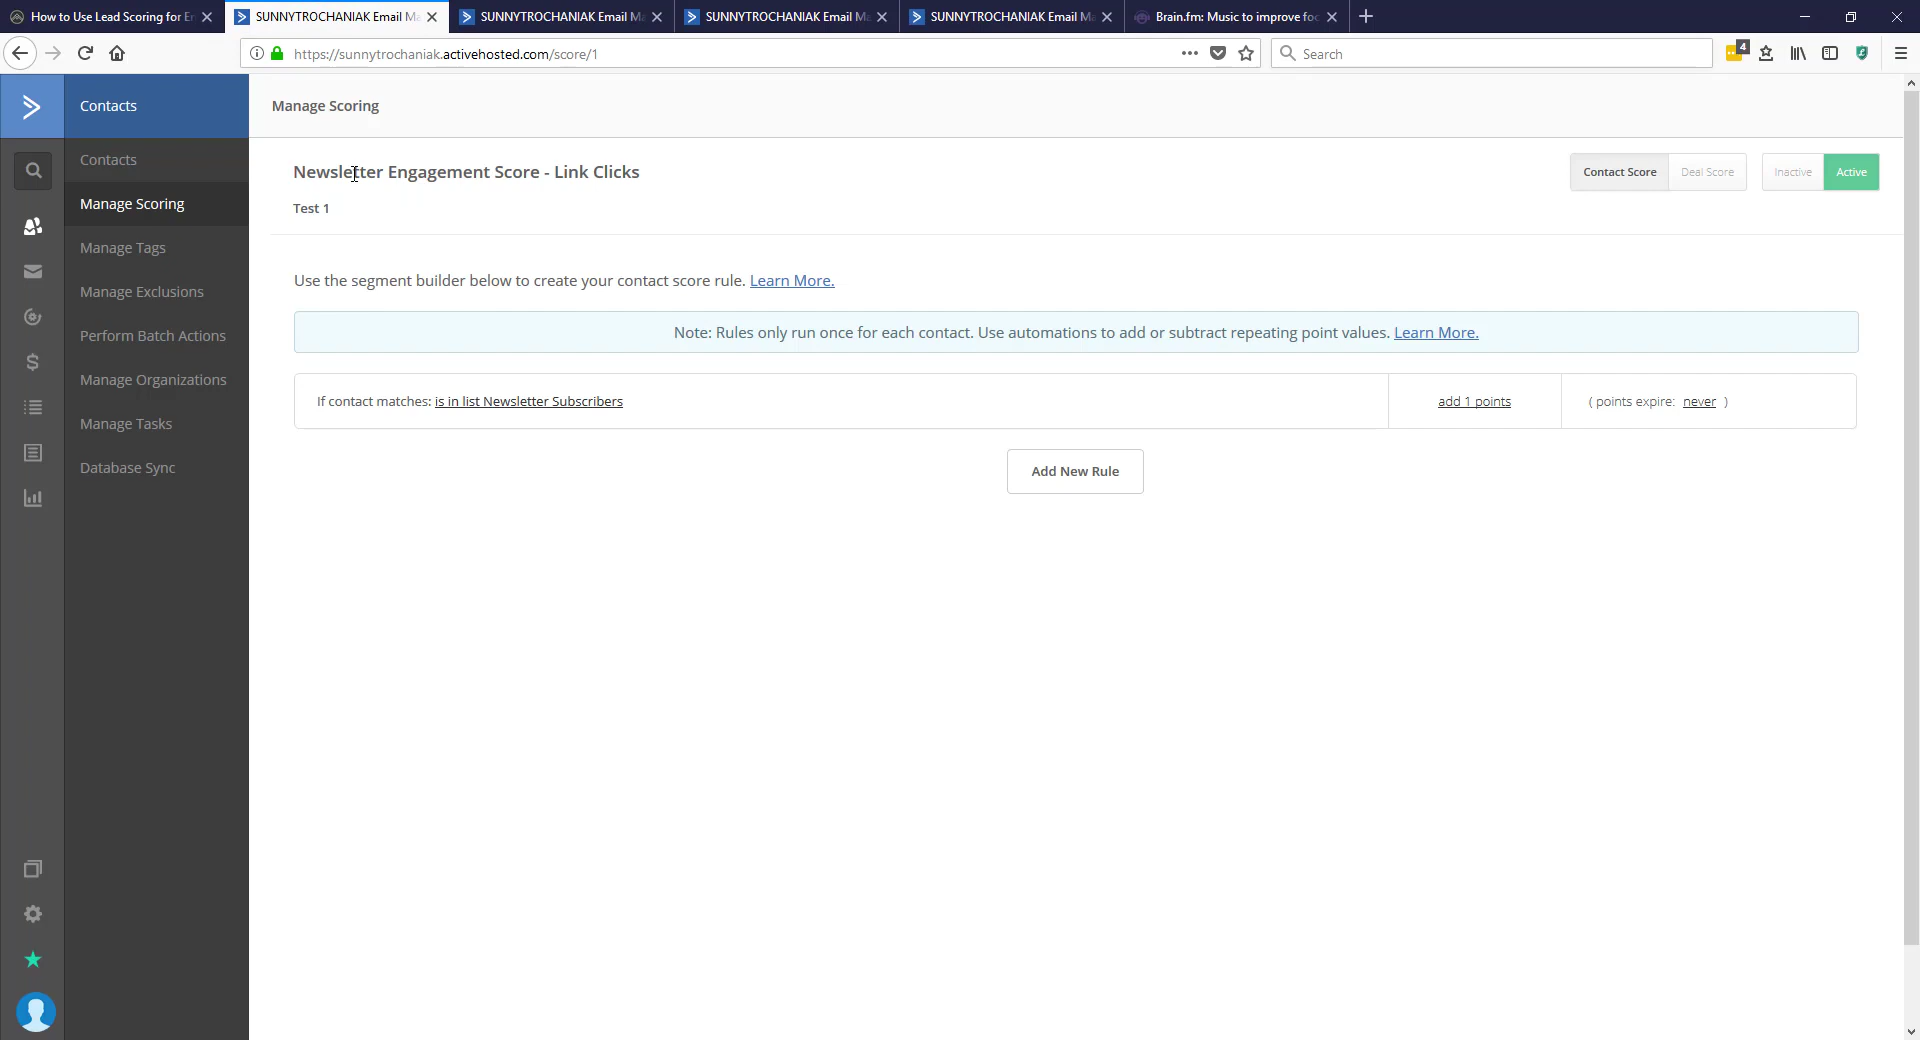 How to Use Lead Scoring for E
SUNNYTROCHANIAK Email M
SUNNYTROCHANIAK Email M
SUNNYTROCHANIAK Email M
SUNNYTROCHANIAK Email M
Brain.fm: Music to improve fo
https://sunnytrochaniak.activehosted.com/score/1
Search
4
Contacts
Manage Scoring
Contacts
Manage Scoring
Manage Tags
Manage Exclusions
Perform Batch Actions
Manage Organizations
Manage Tasks
Database Sync
Newsletter Engagement Score - Link Clicks
Contact Score
Deal Score
Inactive
Active
Test 1
Use the segment builder below to create your contact score rule. Learn More.
Note: Rules only run once for each contact. Use automations to add or subtract repeating point values. Learn More.
If contact matches: is in list Newsletter Subscribers
add 1 points
( points expire: never )
Add New Rule